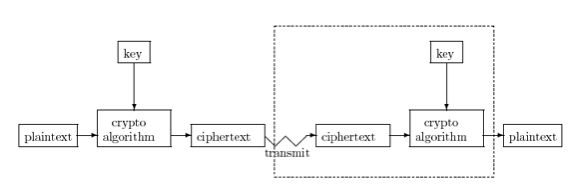 key
key
plaintext
crypto
algorithm
ciphertext
transmit
ciphertext
crypto
algorithm
plaintext